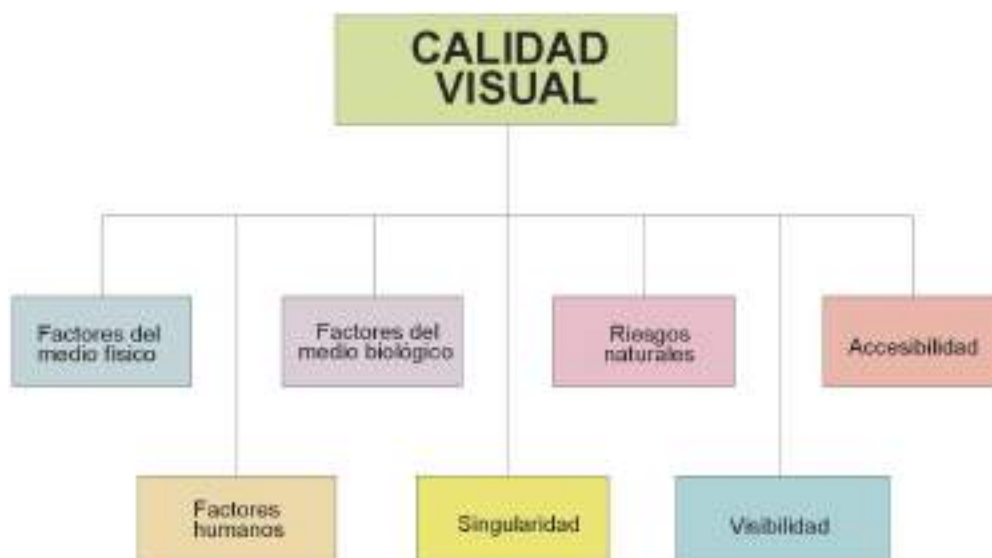 CALIDAD
VISUAL
Factores del
medio físico
Factores del
medio biológico
Riesgos
naturales
Accesibilidad
Factores
humanos
Singularidad
Visibilidad